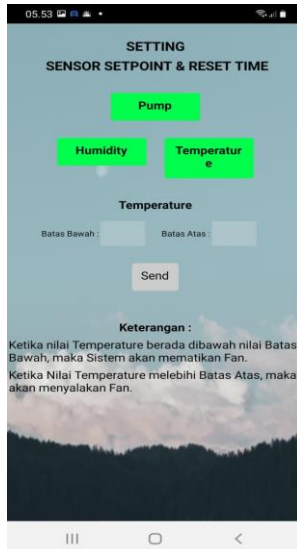 05.53
SETTING
SENSOR SETPOINT & RESET TIME
Pump
Humidity
Temperatur
e
Temperature
Batas Bawah :
Batas Atas :
Send
Keterangan :
Ketika nilai Temperature berada dibawah nilai Batas
Bawah, maka Sistem akan mematikan Fan.
Ketika Nilai Temperature melebihi Batas Atas, maka
akan menyalakan Fan.